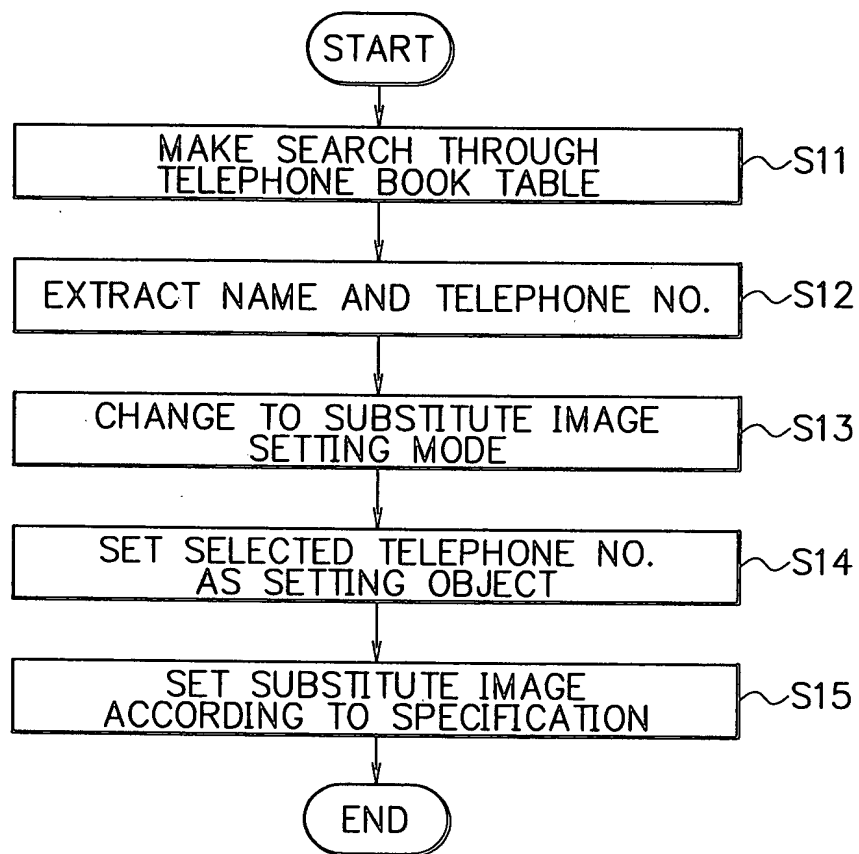 START
MAKE SEARCH THROUGH
TELEPHONE BOOK TABLE
S11
EXTRACT NAME AND TELEPHONE NO.
S12
CHANGE TO SUBSTITUTE IMAGE
SETTING MODE
S13
SET SELECTED TELEPHONE NO.
AS SETTING OBJECT
S14
SET SUBSTITUTE IMAGE
ACCORDING TO SPECIFICATION
S15
END